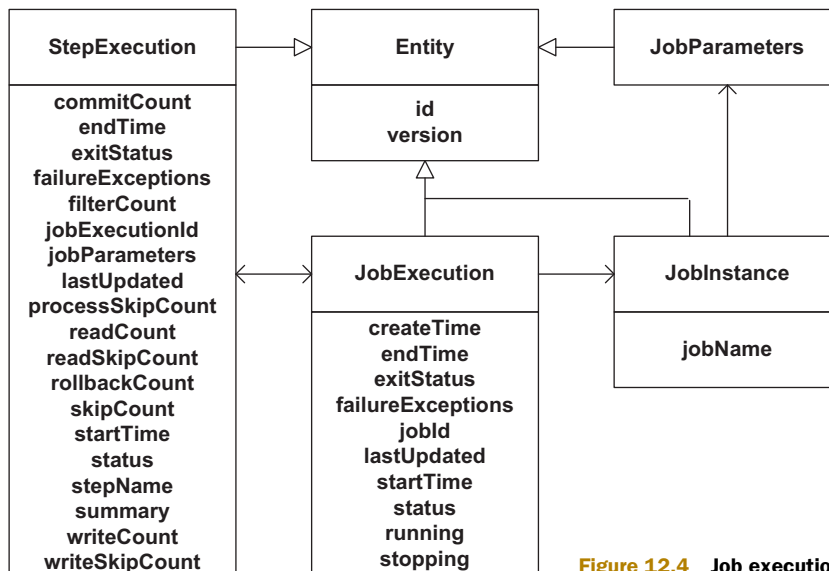 StepExecution
commitCount
endTime
exitStatus
failureExceptions
filterCount
jobExecutionId
jobParameters
lastUpdated
processSkipCount
readCount
readSkipCount
rollbackCount
skipCount
startTime
status
stepName
summary
writeCount
writeSkipCount
Entity
id
version
JobParameters
JobExecution
createTime
endTime
exitStatus
failureExceptions
jobId
lastUpdated
startTime
status
running
stopping
JobInstance
jobName
Figure 12.4 Job executio